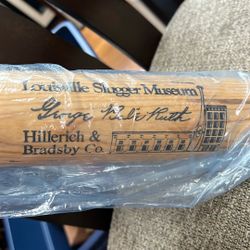 Louisville Slugger Museum
George "Babe" Ruth
Hillerich &
Bradsby Co.